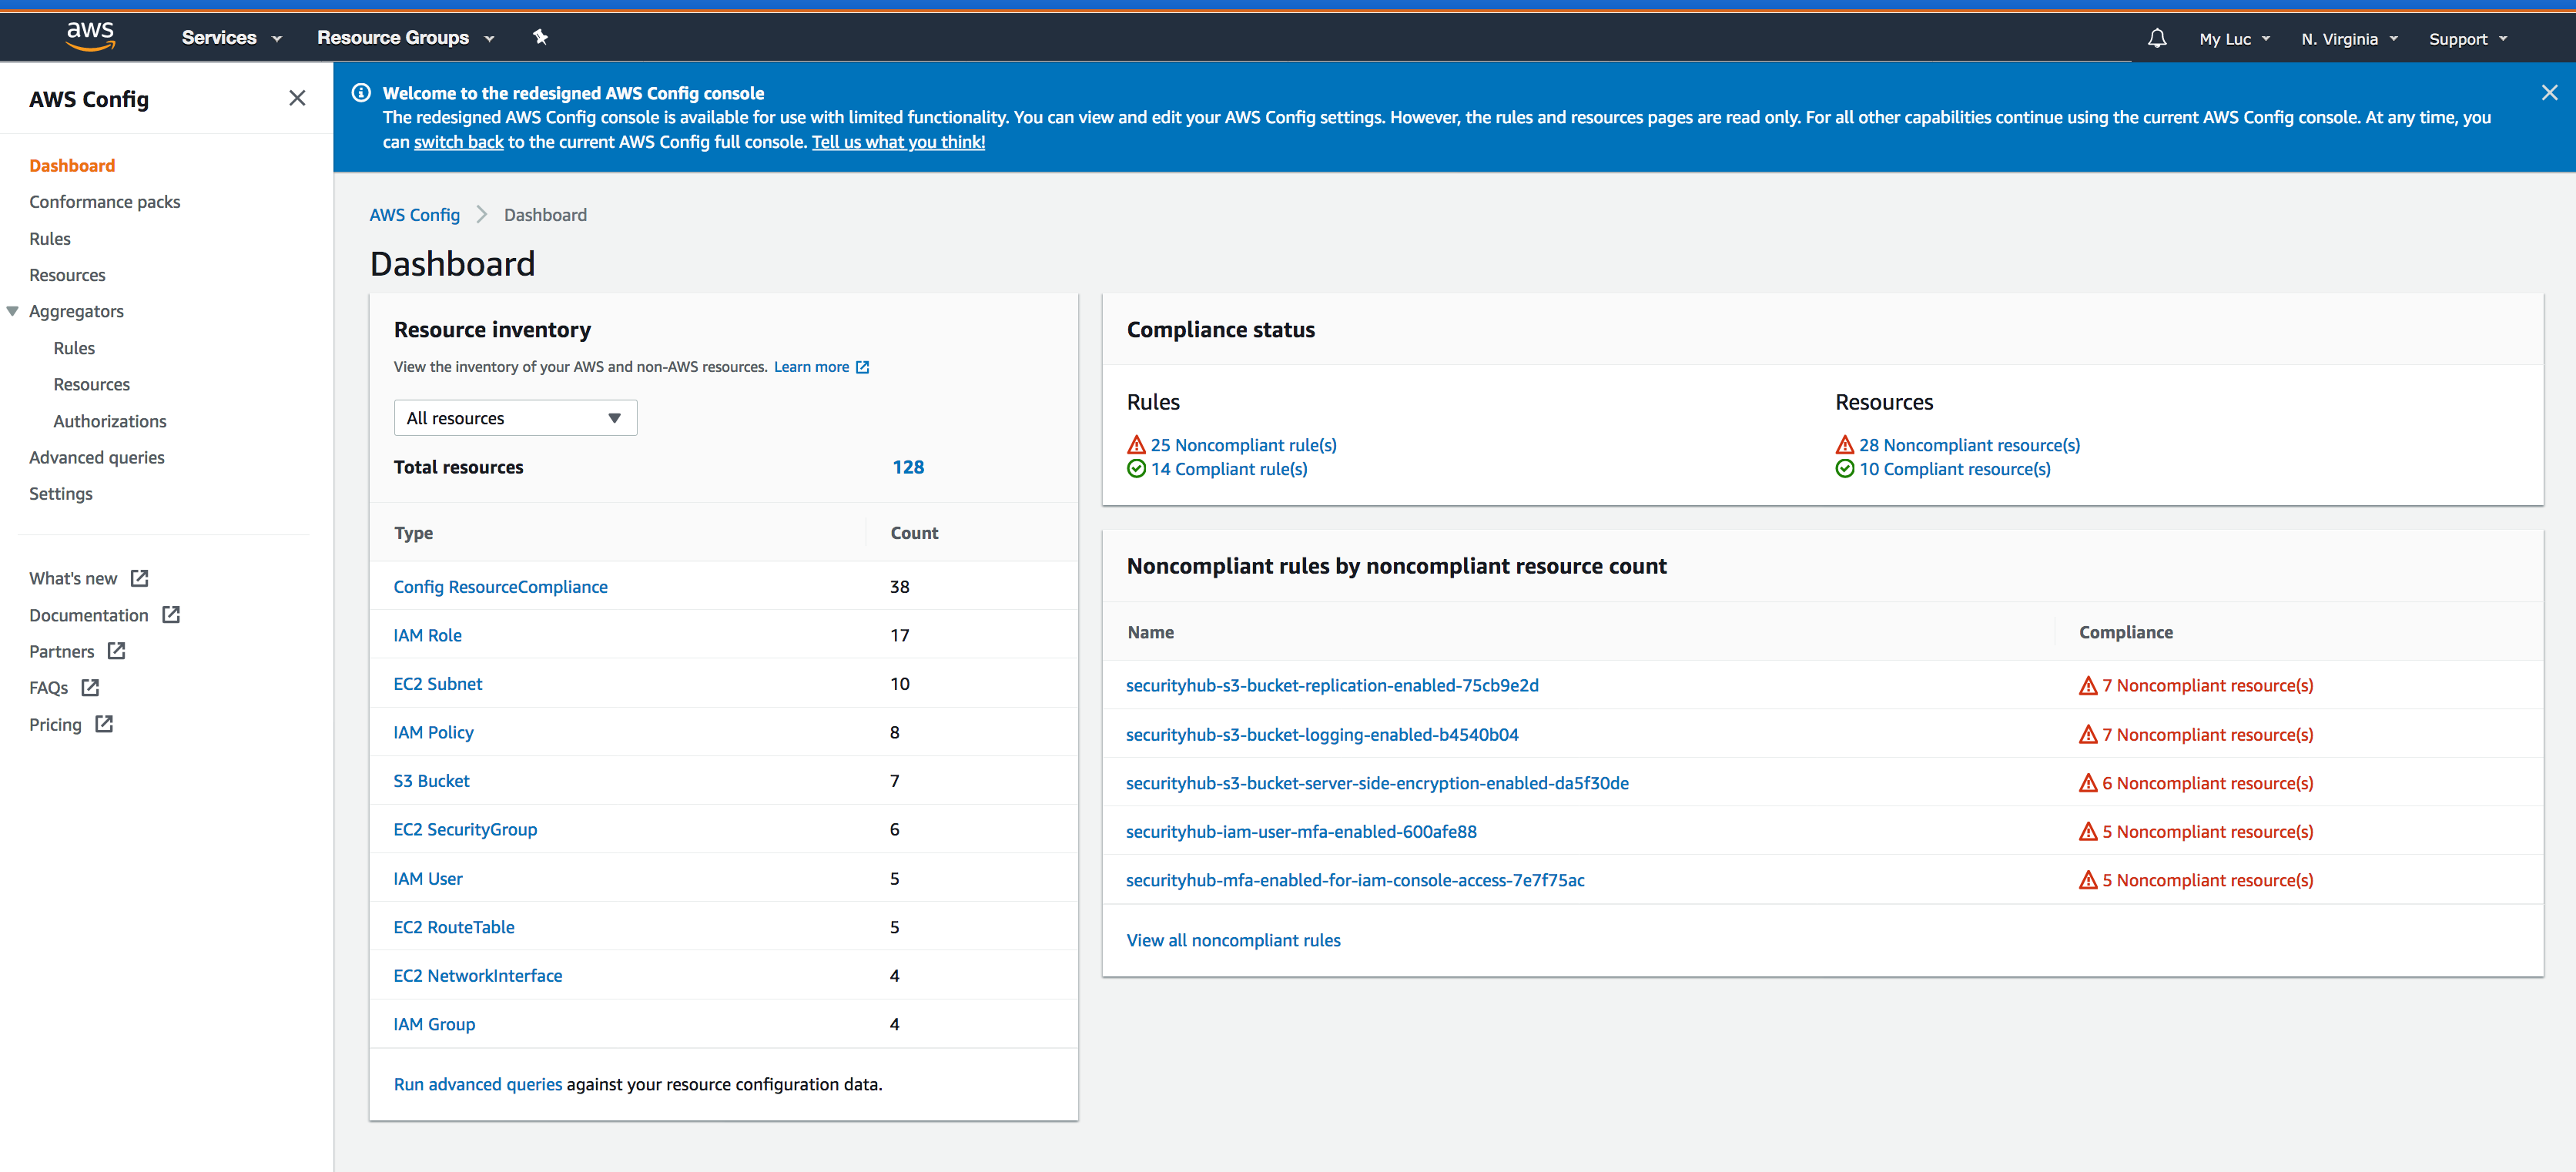 aws
Services
Resource Groups
My Luc
N. Virginia
Support
AWS Config
Dashboard
Conformance packs
Rules
Resources
Aggregators
Rules
Resources
Authorizations
Advanced queries
Settings
What's new
Documentation
Partners
FAQs
Pricing
Welcome to the redesigned AWS Config console
The redesigned AWS Config console is available for use with limited functionality. You can view and edit your AWS Config settings. However, the rules and resources pages are read only. For all other capabilities continue using the current AWS Config console. At any time, you
can switch back to the current AWS Config full console. Tell us what you think!
AWS Config Dashboard
Dashboard
Resource inventory
View the inventory of your AWS and non-AWS resources. Learn more
All resources
Total resources 128
Type Count
Config ResourceCompliance 38
IAM Role 17
EC2 Subnet 10
IAM Policy 8
S3 Bucket 7
EC2 SecurityGroup 6
IAM User 5
EC2 RouteTable 5
EC2 NetworkInterface 4
IAM Group 4
Run advanced queries against your resource configuration data.
Compliance status
Rules
25 Noncompliant rule(s)
14 Compliant rule(s)
Resources
28 Noncompliant resource(s)
10 Compliant resource(s)
Noncompliant rules by noncompliant resource count
Name Compliance
securityhub-s3-bucket-replication-enabled-75cb9e2d 7 Noncompliant resource(s)
securityhub-s3-bucket-logging-enabled-b4540b04 7 Noncompliant resource(s)
securityhub-s3-bucket-server-side-encryption-enabled-da5f30de 6 Noncompliant resource(s)
securityhub-iam-user-mfa-enabled-600afe88 5 Noncompliant resource(s)
securityhub-mfa-enabled-for-iam-console-access-7e7f75ac 5 Noncompliant resource(s)
View all noncompliant rules